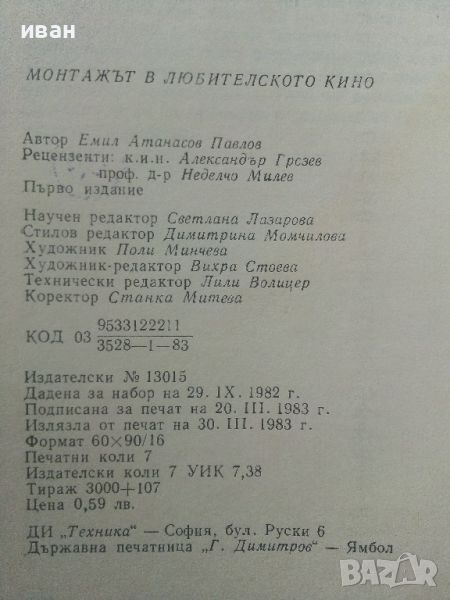 иван
МОНТАЖЪТ В ЛЮБИТЕЛСКОТО КИНО
Автор Емил Атанасов Павлов
Рецензенти: к.и.н. Александър Грозев
проф. д-р Неделчо Милев
Първо издание
Научен редактор Светлана Лазарова
Стилов редактор Димитрина Момчилова
Художник Поли Минчева
Художник-редактор Вихра Стоева
Технически редактор Лили Волицер
Коректор Станка Митева
КОД 03 9533122211
3528—1—83
Издателски № 13015
Дадена за набор на 29. IX. 1982 г.
Подписана за печат на 20. III. 1983 г.
Излязла от печат на 30. III. 1983 г.
Формат 60×90/16
Печатни коли 7
Издателски коли 7 УИК 7,38
Тираж 3000+107
Цена 0,59 лв.
ДИ „Техника“ — София, бул. Руски 6
Държавна печатница „Г. Димитров“ — Ямбол
BAZAR